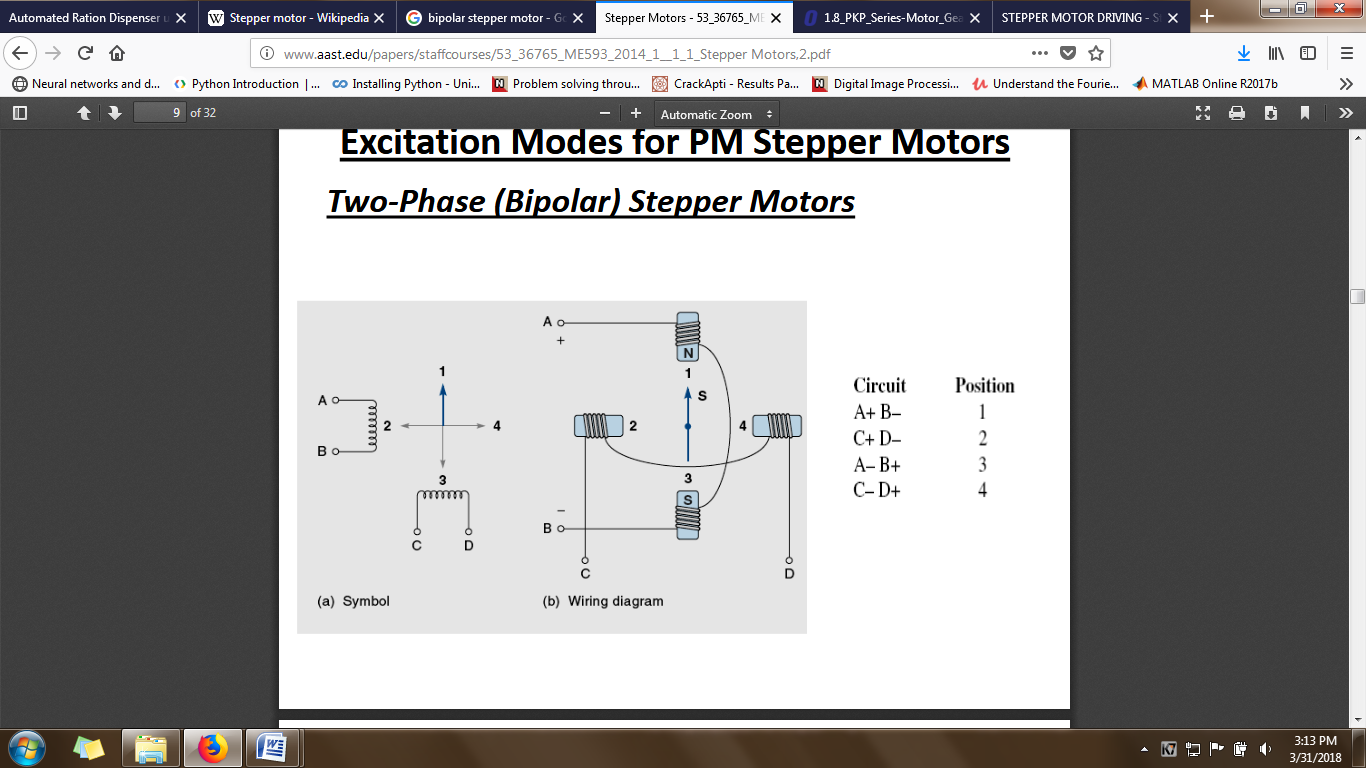 Automated Ration Dispenser u
Stepper motor - Wikipedia
bipolar stepper motor - Go
Stepper Motors - 53_36765_ME
1.8_PKP_Series-Motor_Gea
STEPPER MOTOR DRIVING - S
www.aast.edu/papers/staffcourses/53_36765_ME593_2014_1__1_1_Stepper Motors,2.pdf
Neural networks and d...
Python Introduction | ...
Installing Python - Uni...
Problem solving throu...
CrackApti - Results Pa...
Digital Image Processi...
Understand the Fourie...
MATLAB Online R2017b
9 of 32
Automatic Zoom
Excitation Modes for PM Stepper Motors
Two-Phase (Bipolar) Stepper Motors
A
B
1
2
4
3
C D
(a) Symbol
A
+
N
1
S
2
4
3
S
–
B
C D
(b) Wiring diagram
Circuit Position
A+ B– 1
C+ D– 2
A– B+ 3
C– D+ 4
3:13 PM
3/31/2018